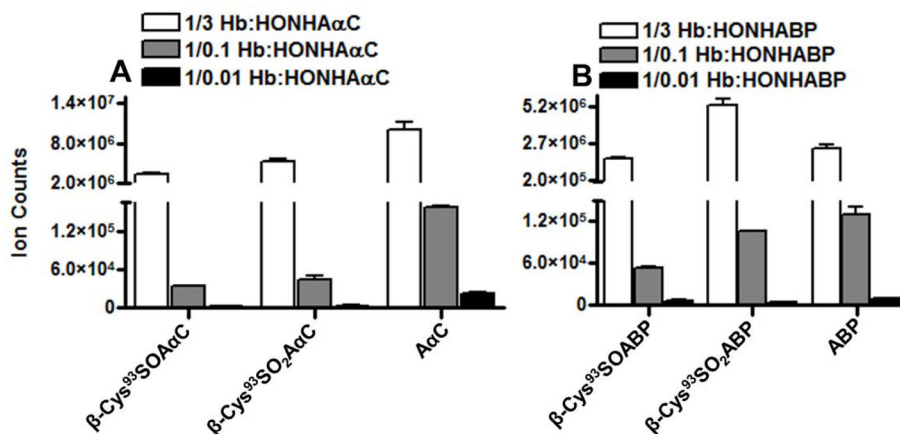 1/3 Hb:HONHAαC
1/0.1 Hb:HONHAαC
1/0.01 Hb:HONHAαC
A
Ion Counts
1.4×10⁷
8.0×10⁶
2.0×10⁶
1.2×10⁵
6.0×10⁴
0
β-Cys⁹³SOAαC
β-Cys⁹³SO₂AαC
AαC
1/3 Hb:HONHABP
1/0.1 Hb:HONHABP
1/0.01 Hb:HONHABP
B
5.2×10⁶
2.7×10⁶
2.0×10⁵
1.2×10⁵
6.0×10⁴
0
β-Cys⁹³SOABP
β-Cys⁹³SO₂ABP
ABP